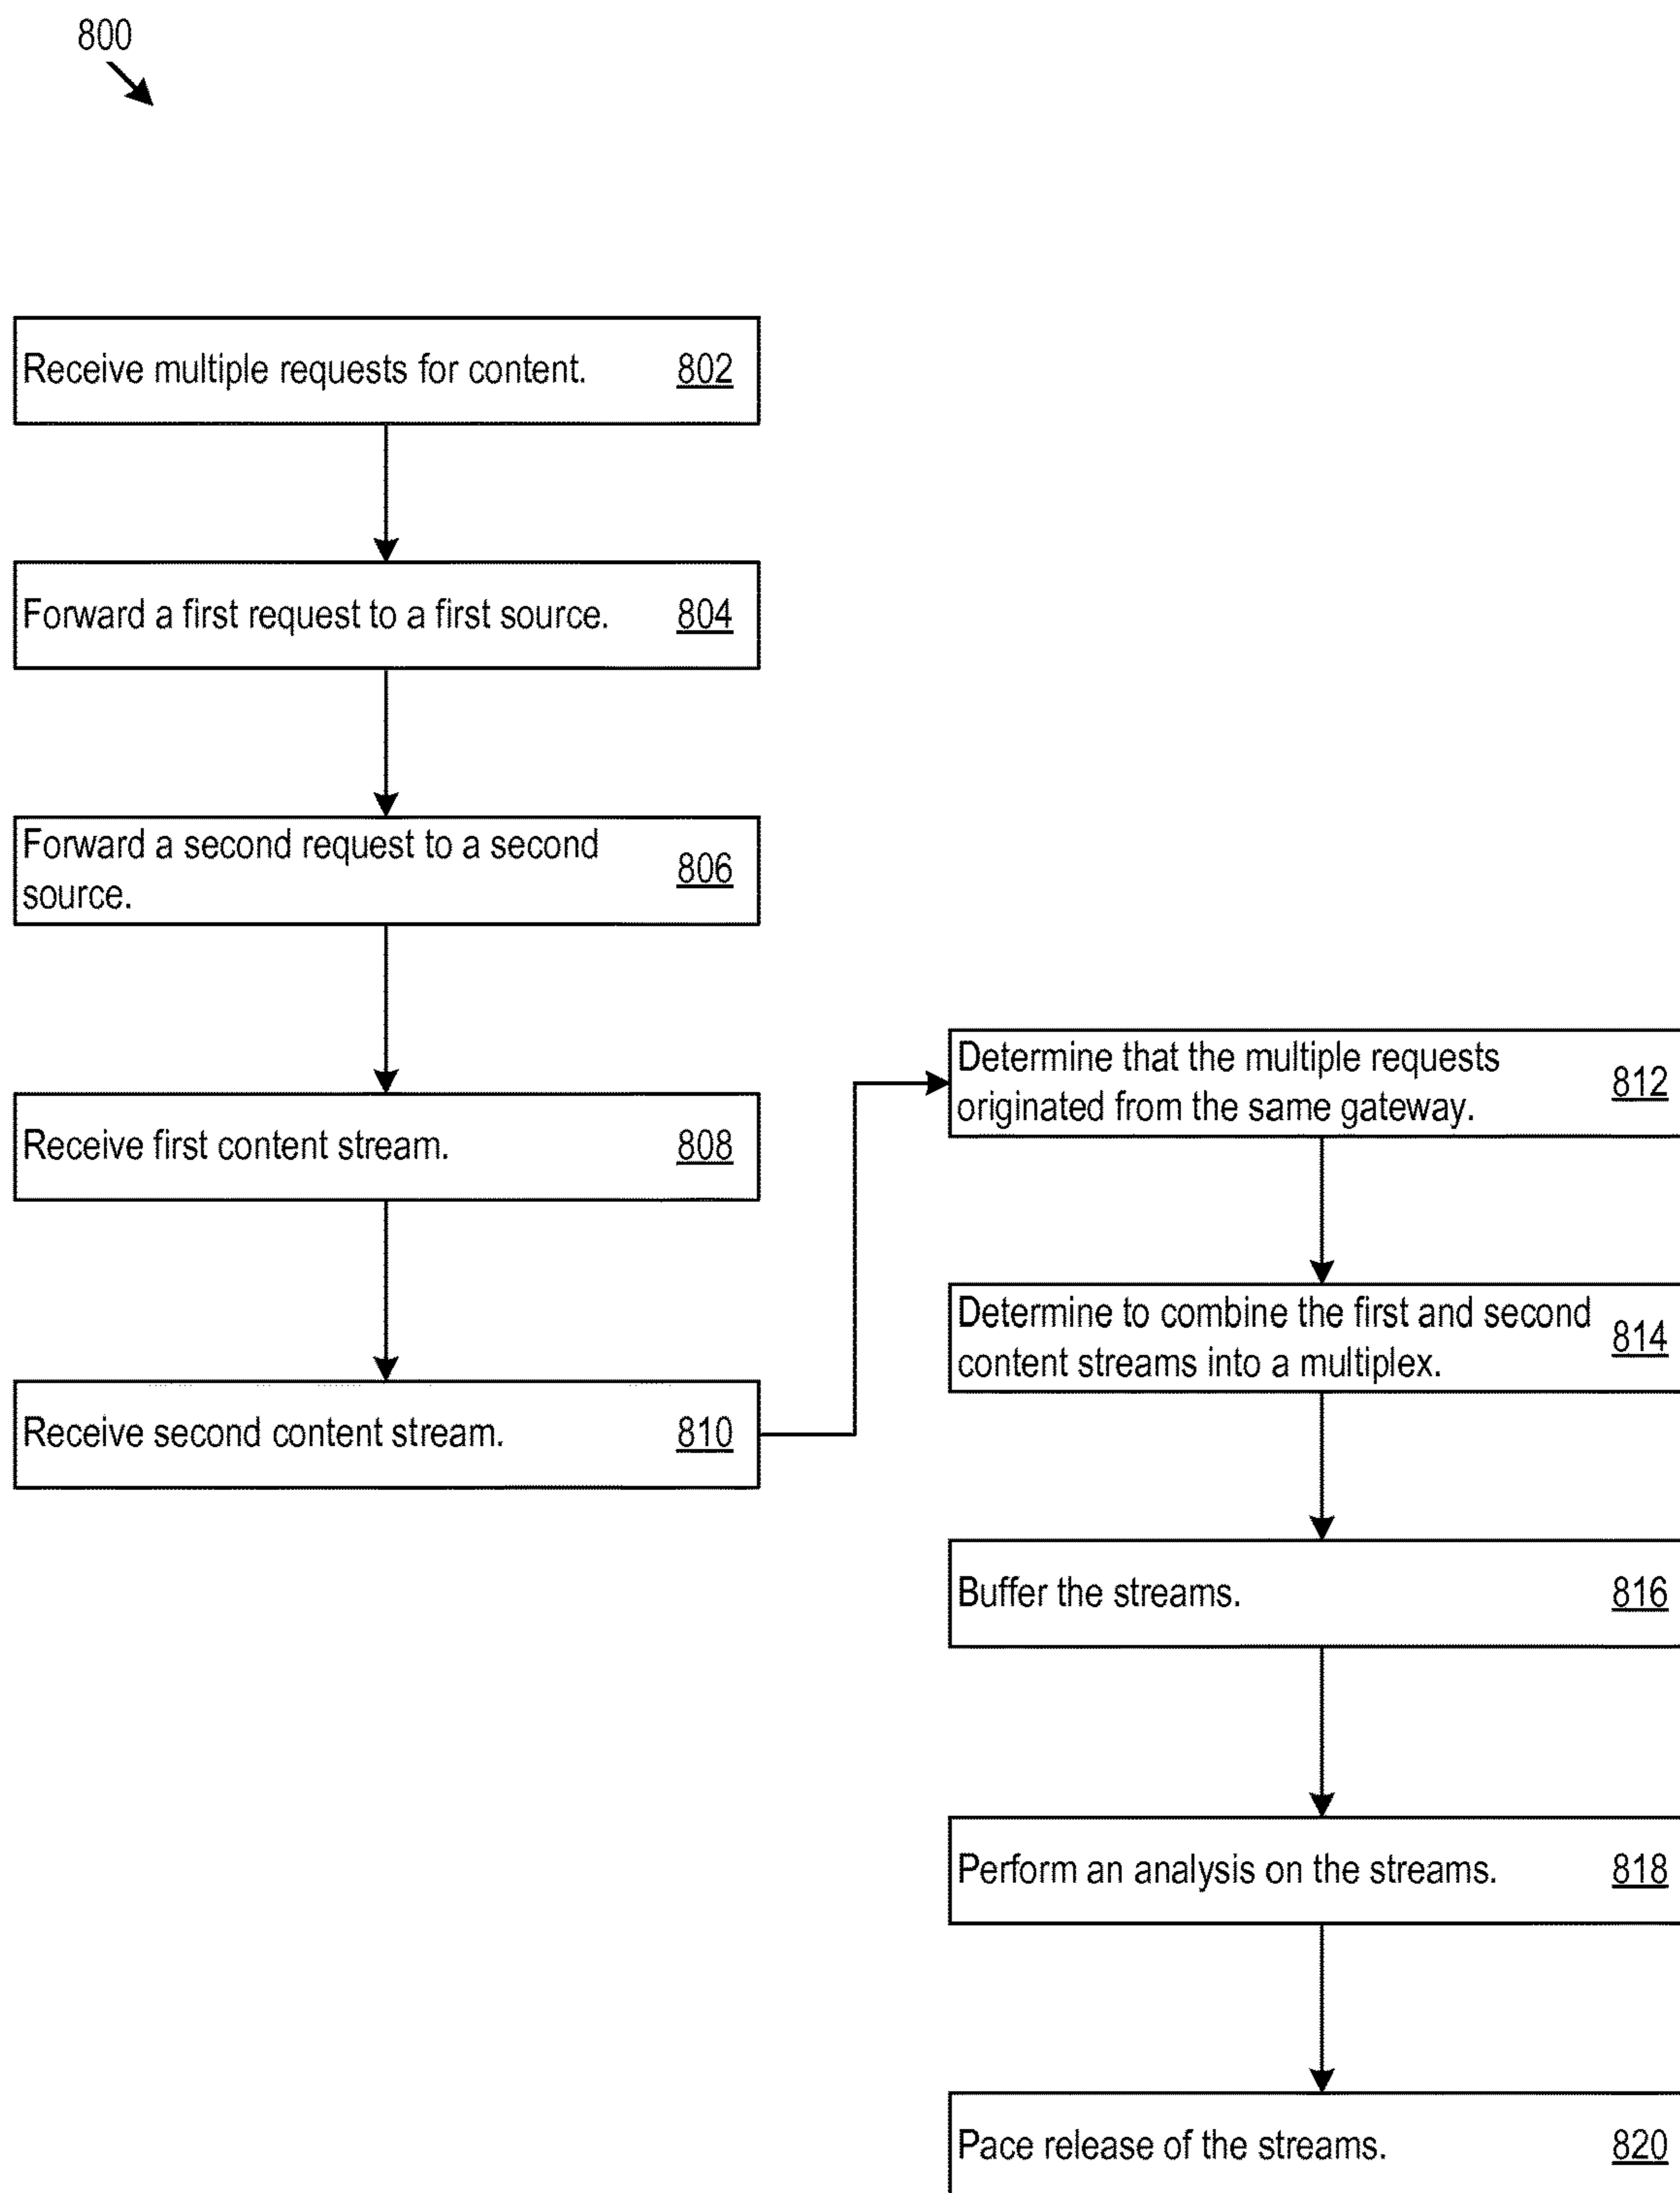 800
Receive multiple requests for content. 802
Forward a first request to a first source. 804
Forward a second request to a second
source. 806
Receive first content stream. 808
Receive second content stream. 810
Determine that the multiple requests
originated from the same gateway. 812
Determine to combine the first and second
content streams into a multiplex. 814
Buffer the streams. 816
Perform an analysis on the streams. 818
Pace release of the streams. 820